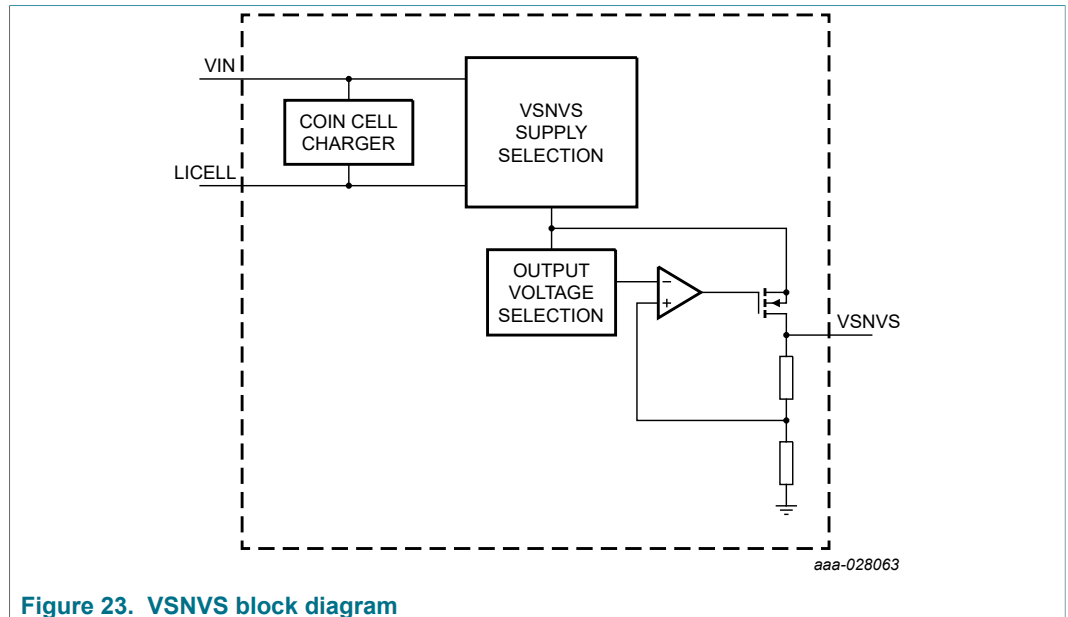 VIN
COIN CELL
CHARGER
LICELL
VSNVS
SUPPLY
SELECTION
OUTPUT
VOLTAGE
SELECTION
−
+
VSNVS
aaa-028063
Figure 23. VSNVS block diagram